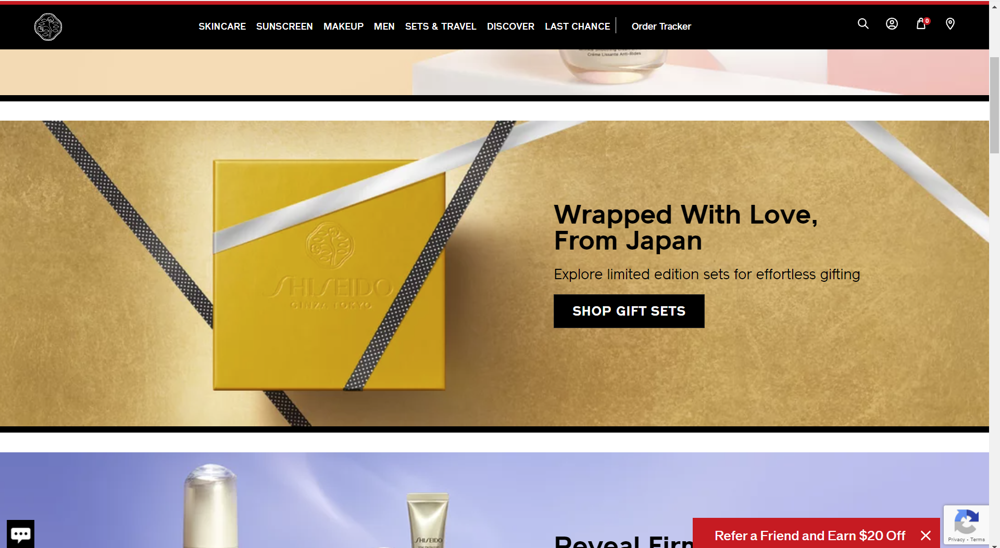 SKINCARE SUNSCREEN MAKEUP MEN SETS & TRAVEL DISCOVER LAST CHANCE Order Tracker
0
Crème Lissante Anti-Rides
SHISEIDO
GINZA TOKYO
Wrapped With Love,
From Japan
Explore limited edition sets for effortless gifting
SHOP GIFT SETS
SHISEIDO
Reveal
Refer a Friend and Earn $20 Off
Privacy - Terms